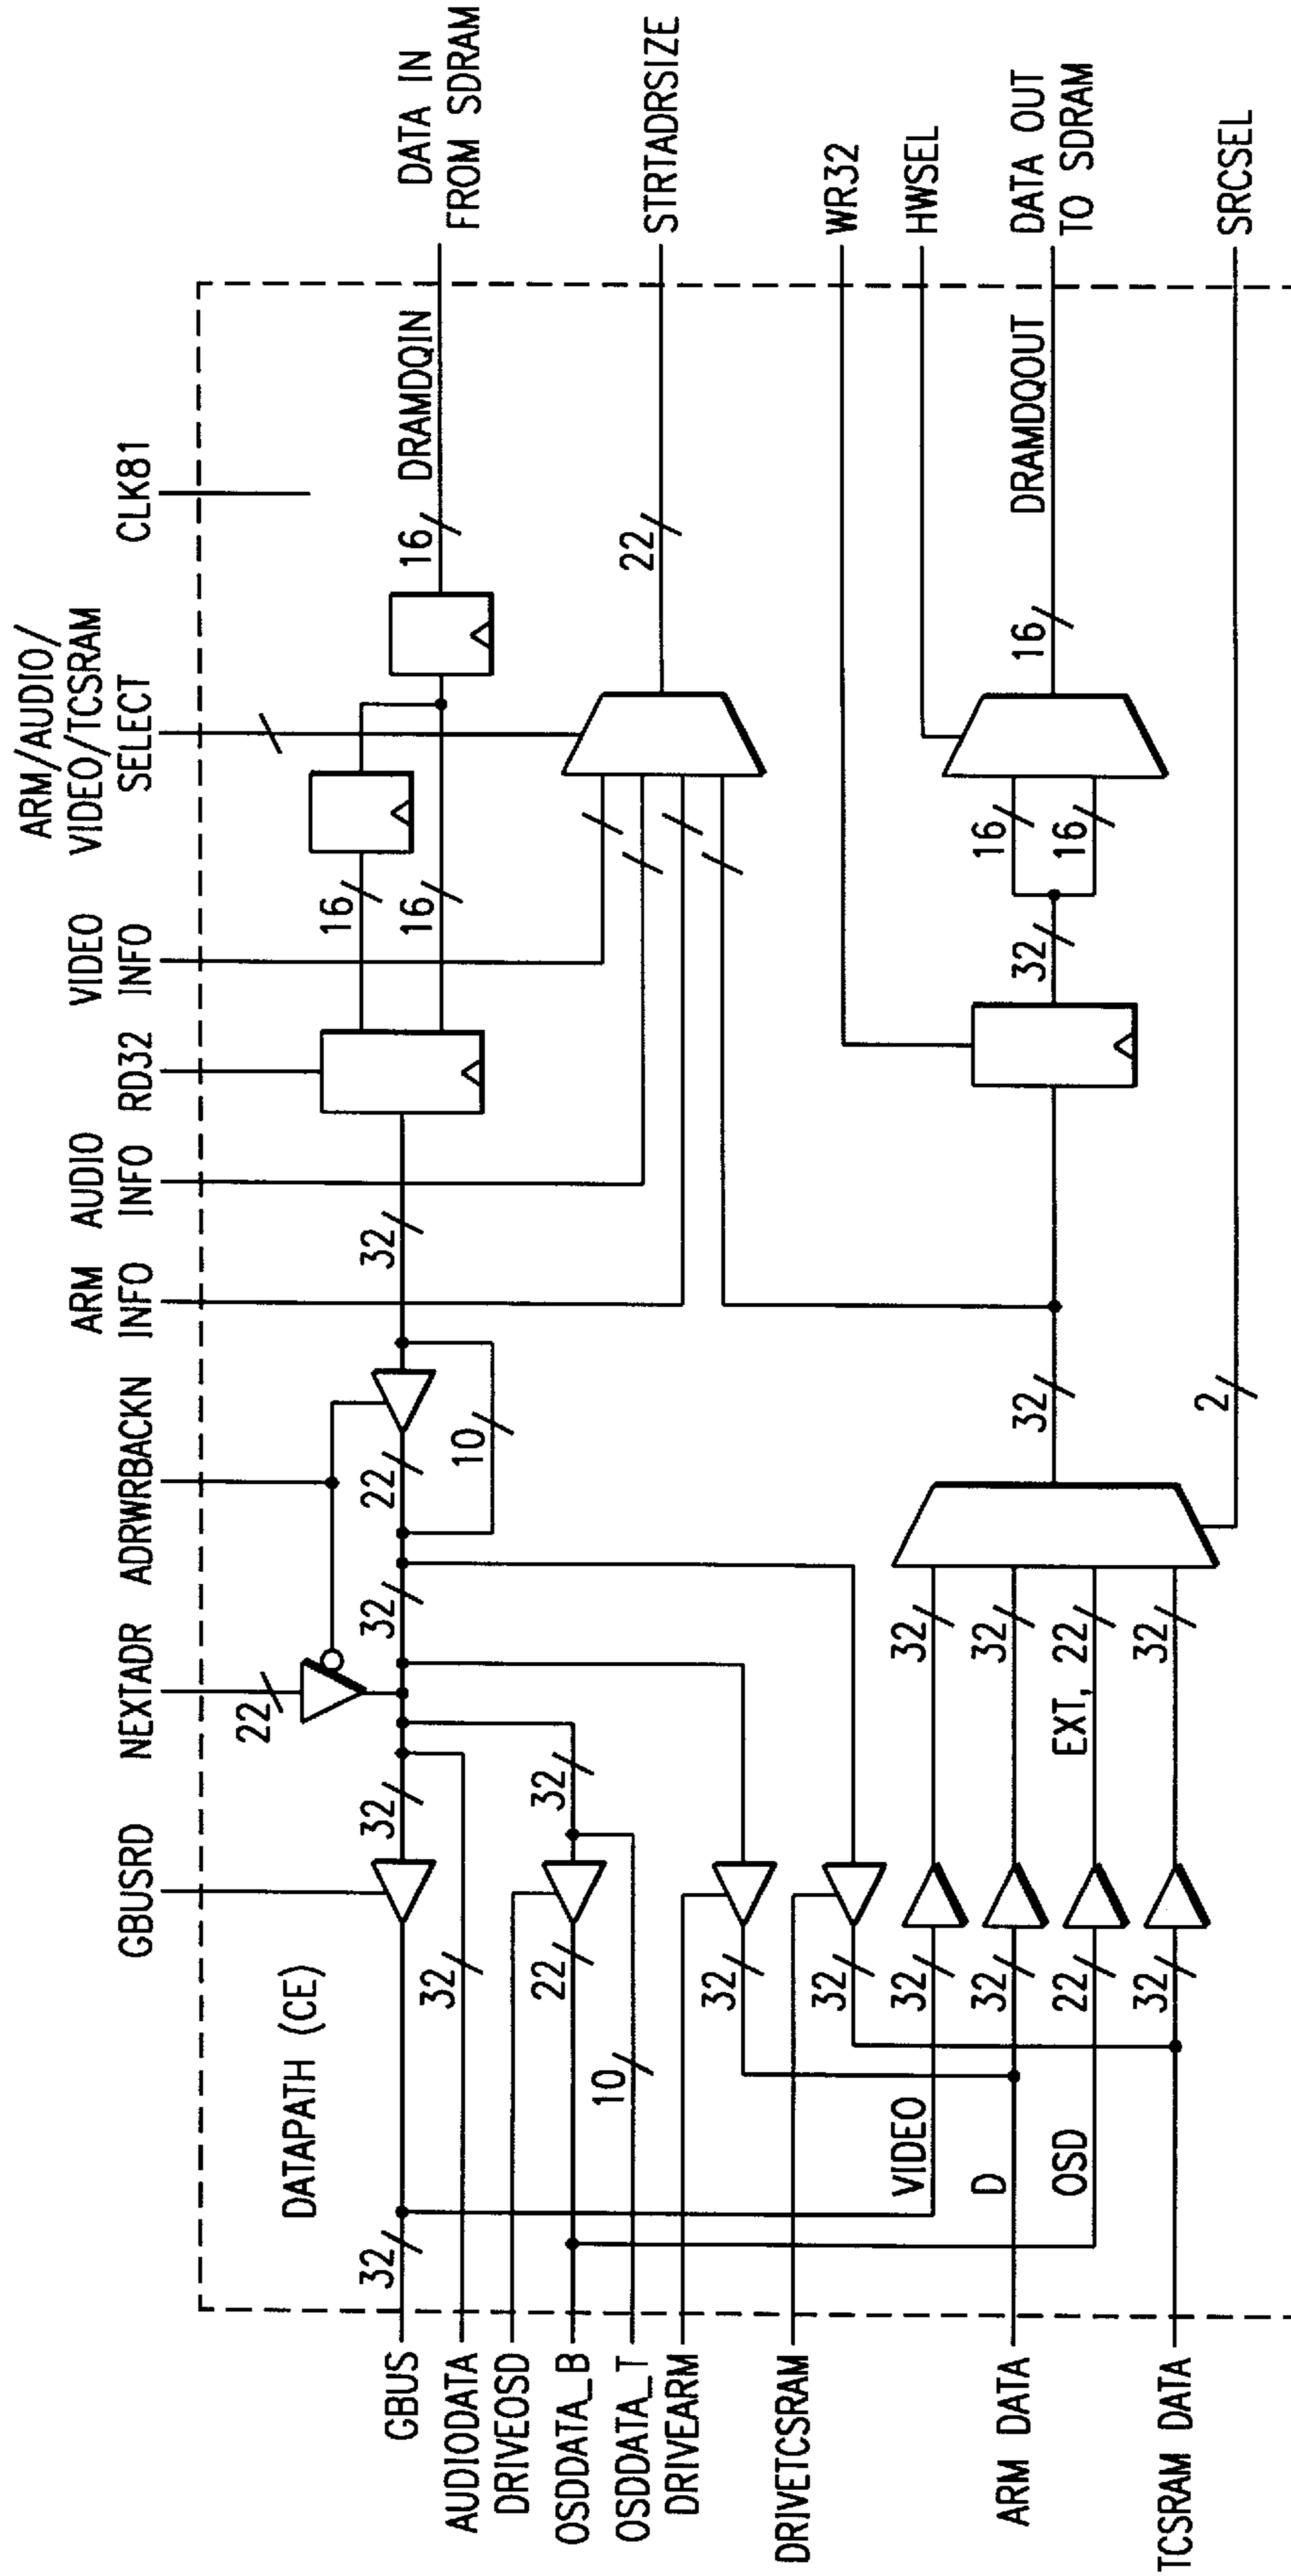 GBUSRD
NEXTADR
ADRWRBACKN
ARM
INFO
AUDIO
INFO
RD32
VIDEO
INFO
ARM/AUDIO/
VIDEO/TCSRAM
SELECT
CLK81
DATAPATH (CE)
22
32
32
32
22
10
32
16
16
16
DRAMDQIN
DATA IN
FROM SDRAM
GBUS
AUDIODATA
32
DRIVEOSD
OSDDATA_B
22
32
OSDDATA_T
10
DRIVEARM
32
22
STRTADRSIZE
DRIVETCSRAM
32
WR32
VIDEO
32
32
HWSEL
ARM DATA
D
32
32
32
32
16
16
16
DRAMDQOUT
DATA OUT
TO SDRAM
OSD
22
EXT, 22
TCSRAM DATA
32
32
2
SRCSEL